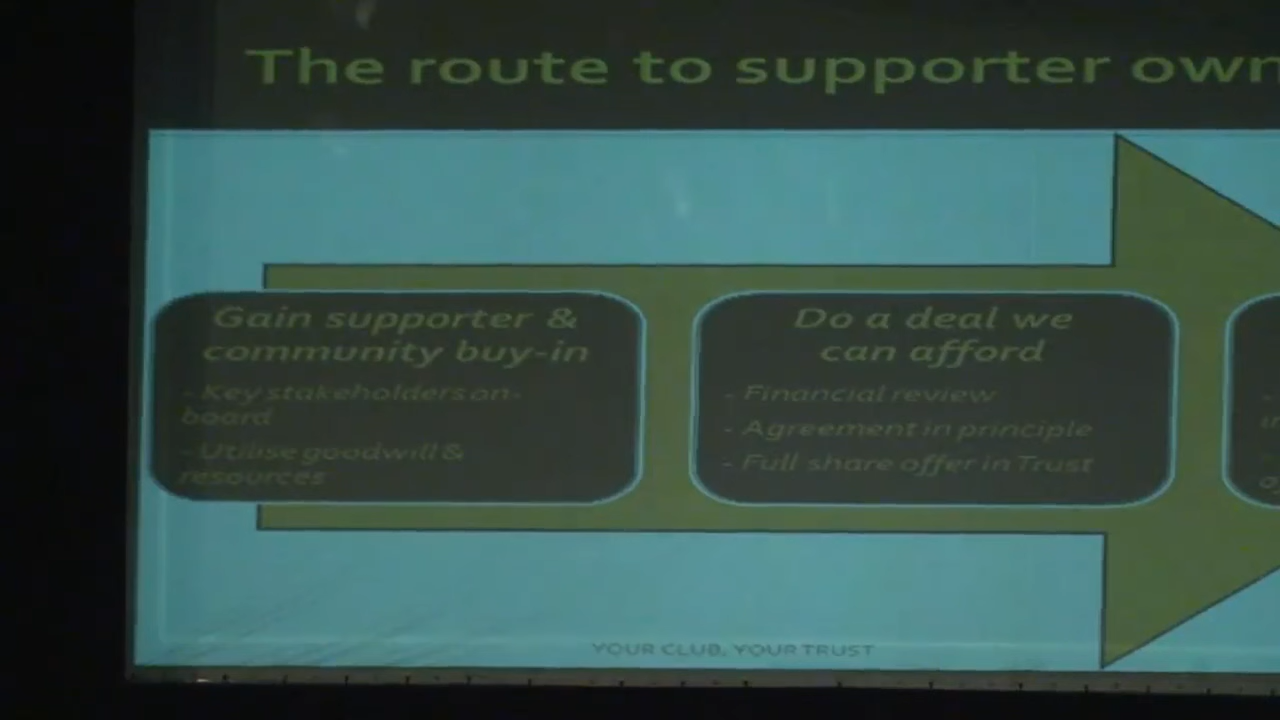 The route to supporter own
Gain supporter &
community buy-in
- Key stakeholders on-
board
- Utilise goodwill &
resources
Do a deal we
can afford
- Financial review
- Agreement in principle
- Full share offer in Trust
YOUR CLUB, YOUR TRUST